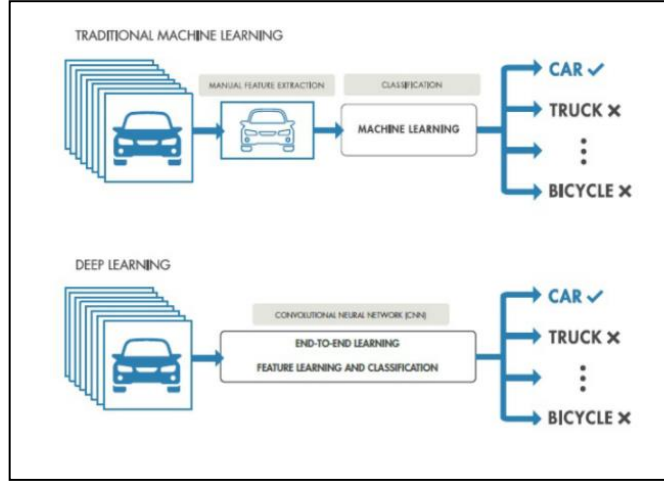 TRADITIONAL MACHINE LEARNING
MANUAL FEATURE EXTRACTION
CLASSIFICATION
MACHINE LEARNING
CAR ✓
TRUCK ×
⋮
BICYCLE ×
DEEP LEARNING
CONVOLUTIONAL NEURAL NETWORK (CNN)
END-TO-END LEARNING
FEATURE LEARNING AND CLASSIFICATION
CAR ✓
TRUCK ×
⋮
BICYCLE ×